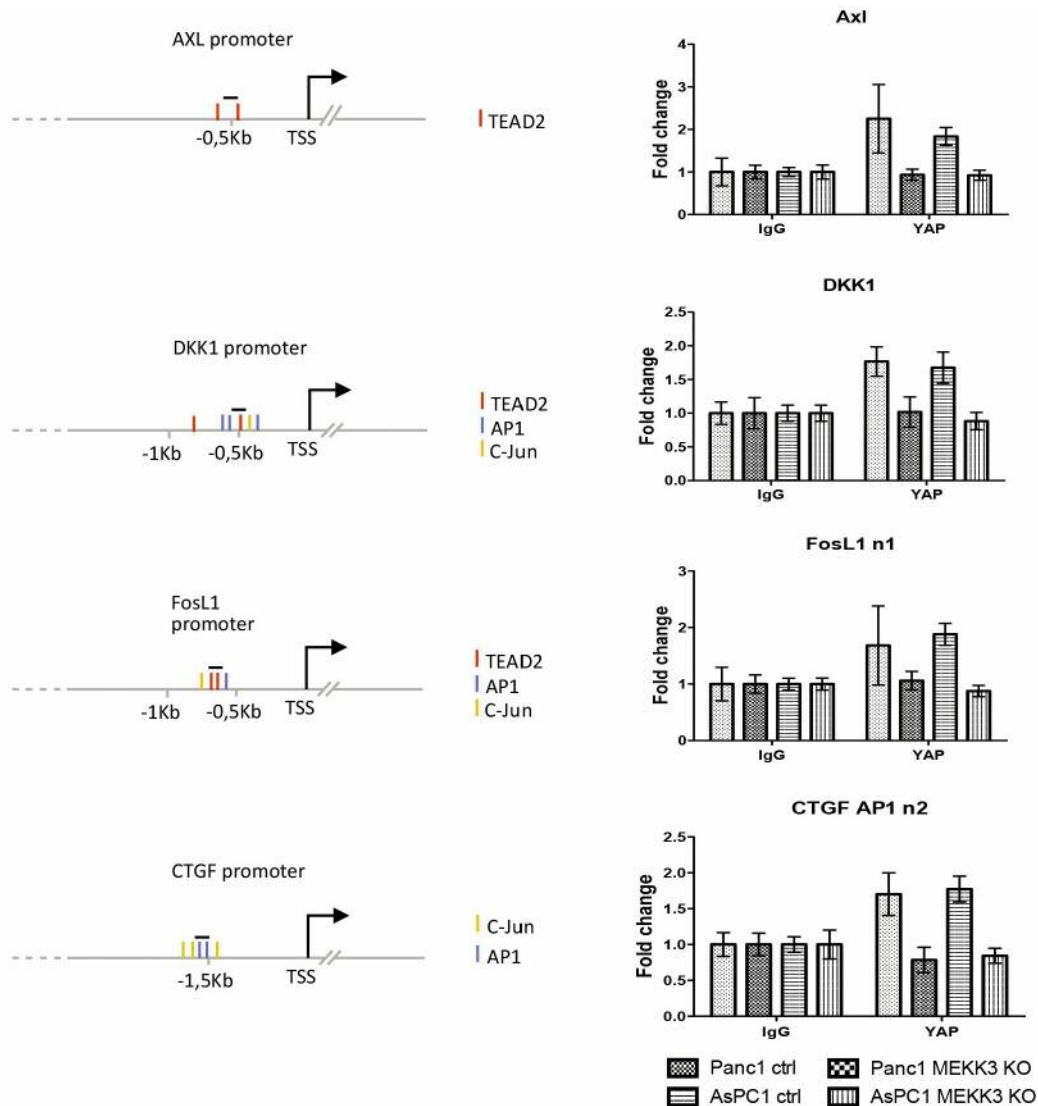 AXL promoter
-0,5Kb
TSS
TEAD2
Axl
Fold change
4
3
2
1
0
IgG
YAP
DKK1 promoter
-1Kb
-0,5Kb
TSS
TEAD2
AP1
C-Jun
DKK1
Fold change
2.5
2.0
1.5
1.0
0.5
0.0
IgG
YAP
FosL1
promoter
-1Kb
-0,5Kb
TSS
TEAD2
AP1
C-Jun
FosL1 n1
Fold change
3
2
1
0
IgG
YAP
CTGF promoter
-1,5Kb
TSS
C-Jun
AP1
CTGF AP1 n2
Fold change
2.5
2.0
1.5
1.0
0.5
0.0
IgG
YAP
Panc1 ctrl
Panc1 MEKK3 KO
AsPC1 ctrl
AsPC1 MEKK3 KO